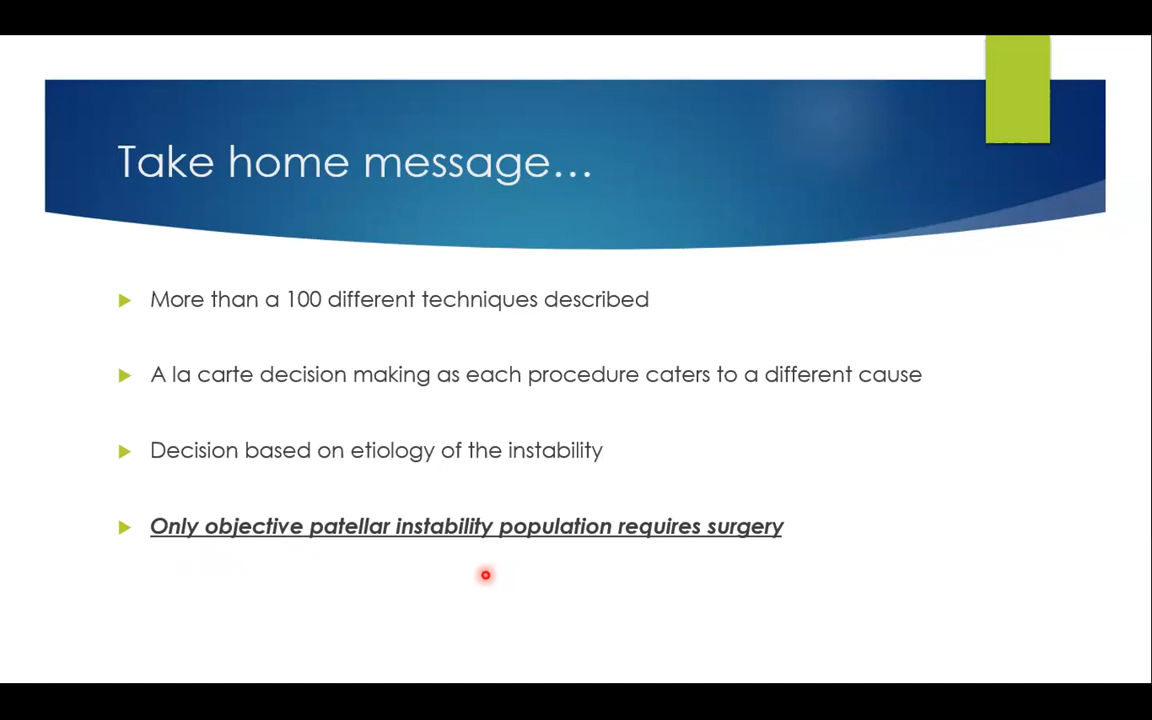 Take home message...
More than a 100 different techniques described
A la carte decision making as each procedure caters to a different cause
Decision based on etiology of the instability
Only objective patellar instability population requires surgery